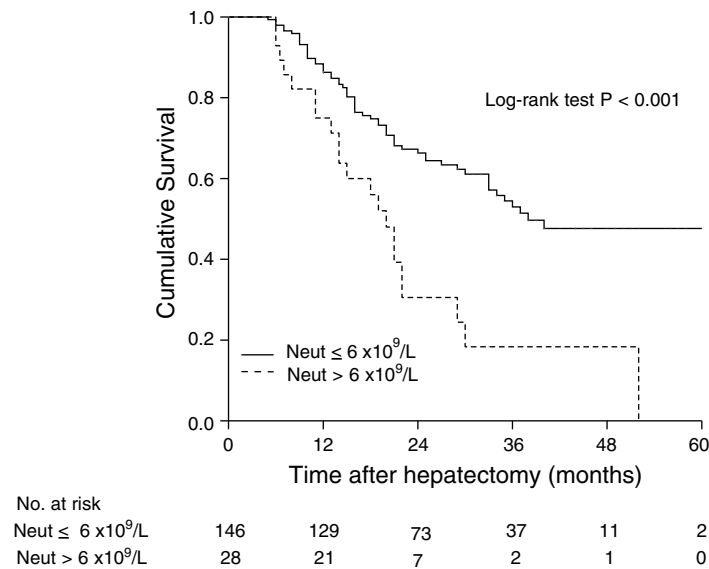 1.0
0.8
0.6
0.4
0.2
0.0
Cumulative Survival
Log-rank test P < 0.001
Neut ≤ 6 x10⁹/L
Neut > 6 x10⁹/L
0 12 24 36 48 60
Time after hepatectomy (months)
No. at risk
Neut ≤ 6 x10⁹/L 146 129 73 37 11 2
Neut > 6 x10⁹/L 28 21 7 2 1 0